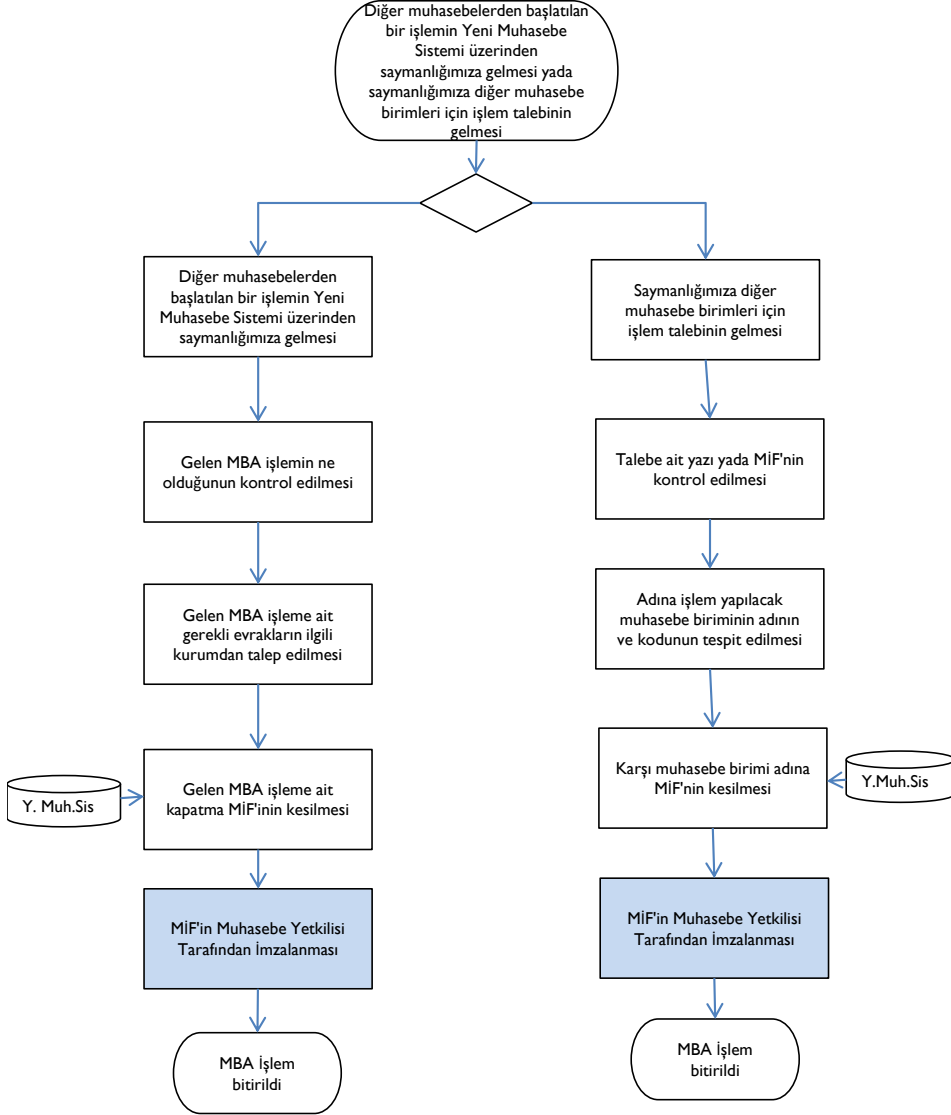 Diğer muhasebelerden başlatılan
bir işlemin Yeni Muhasebe
Sistemi üzerinden
saymanlığımıza gelmesi yada
saymanlığımıza diğer muhasebe
birimleri için işlem talebinin
gelmesi
Diğer muhasebelerden
başlatılan bir işlemin Yeni
Muhasebe Sistemi üzerinden
saymanlığımıza gelmesi
Gelen MBA işlemin ne
olduğunun kontrol edilmesi
Gelen MBA işleme ait
gerekli evrakların ilgili
kurumdan talep edilmesi
Y. Muh.Sis
Gelen MBA işleme ait
kapatma MİF'inin kesilmesi
MİF'in Muhasebe Yetkilisi
Tarafından İmzalanması
MBA İşlem
bitirildi
Saymanlığımıza diğer
muhasebe birimleri için
işlem talebinin gelmesi
Talebe ait yazı yada MİF'nin
kontrol edilmesi
Adına işlem yapılacak
muhasebe biriminin adının
ve kodunun tespit edilmesi
Karşı muhasebe birimi adına
MİF'nin kesilmesi
Y.Muh.Sis
MİF'in Muhasebe Yetkilisi
Tarafından İmzalanması
MBA İşlem
bitirildi